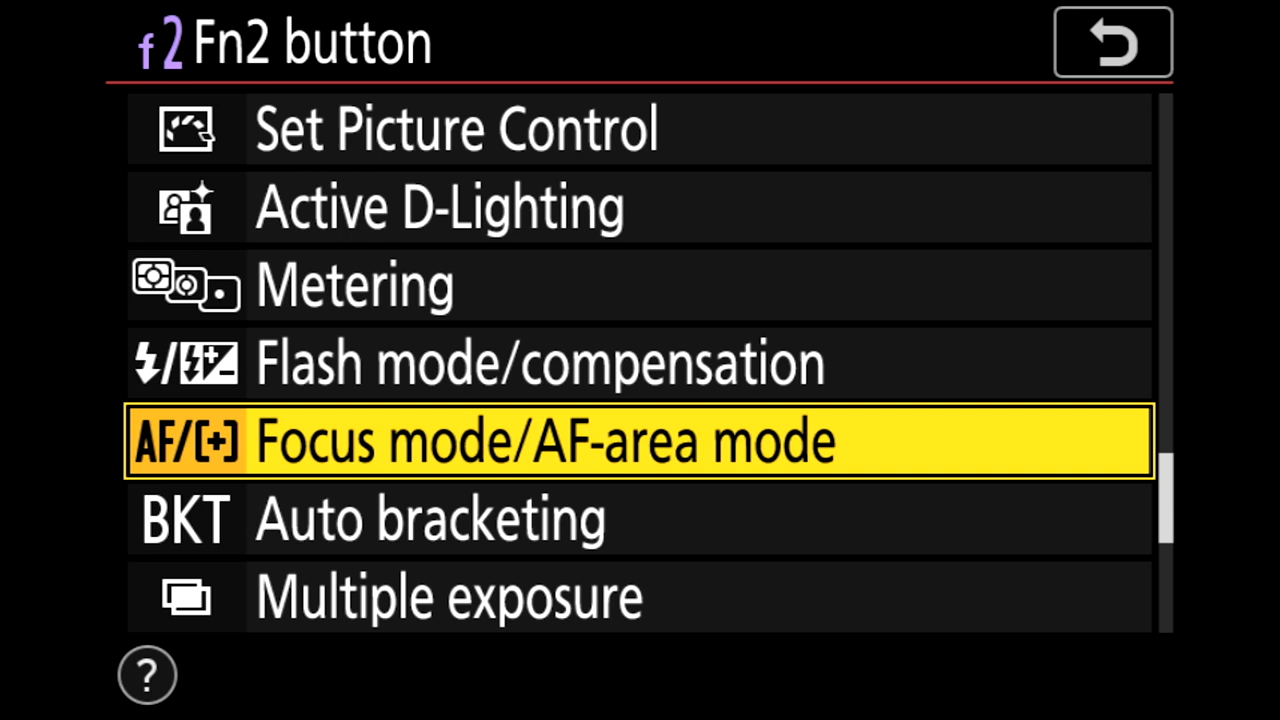 f2 Fn2 button
Set Picture Control
Active D-Lighting
Metering
Flash mode/compensation
AF/[+] Focus mode/AF-area mode
BKT Auto bracketing
Multiple exposure
?